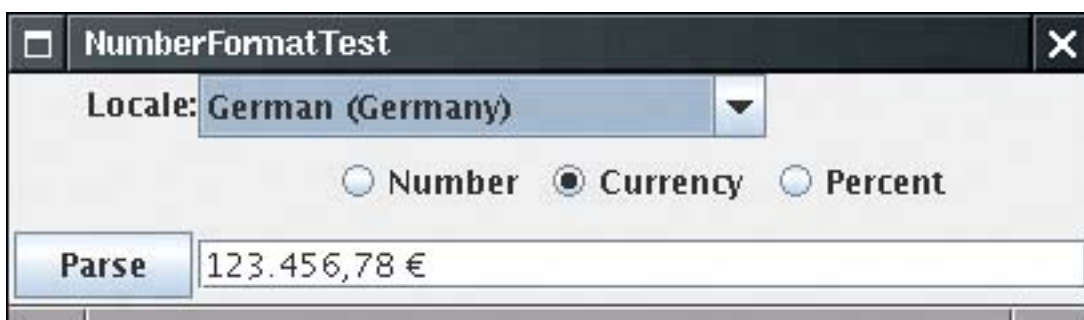 NumberFormatTest
Locale: German (Germany)
Number Currency Percent
Parse 123.456,78 €